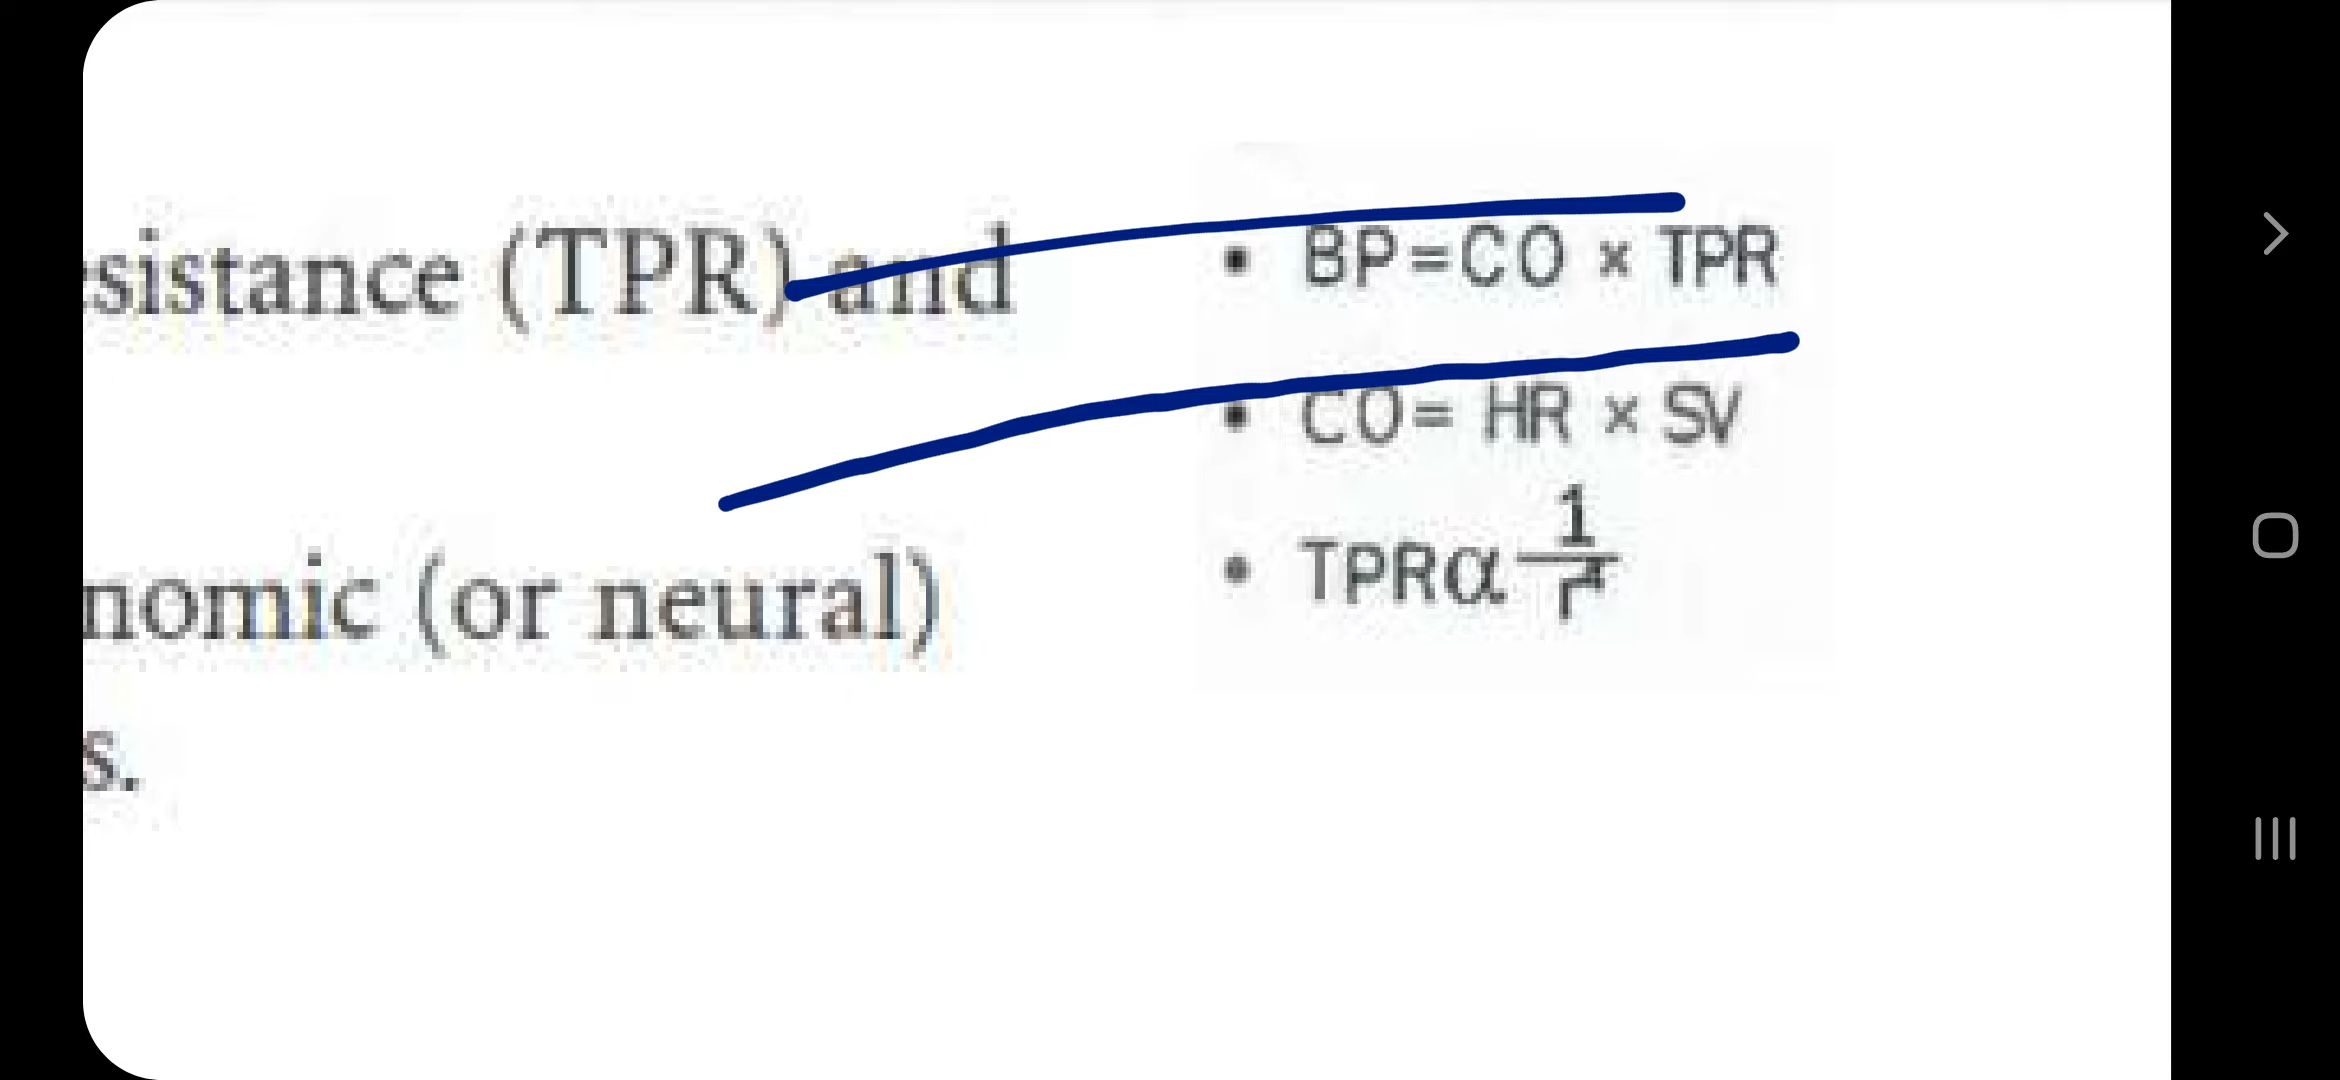 sistance (TPR) and
nomic (or neural)
s.
• BP=CO × TPR
• CO= HR × SV
• TPRα 1/r⁴